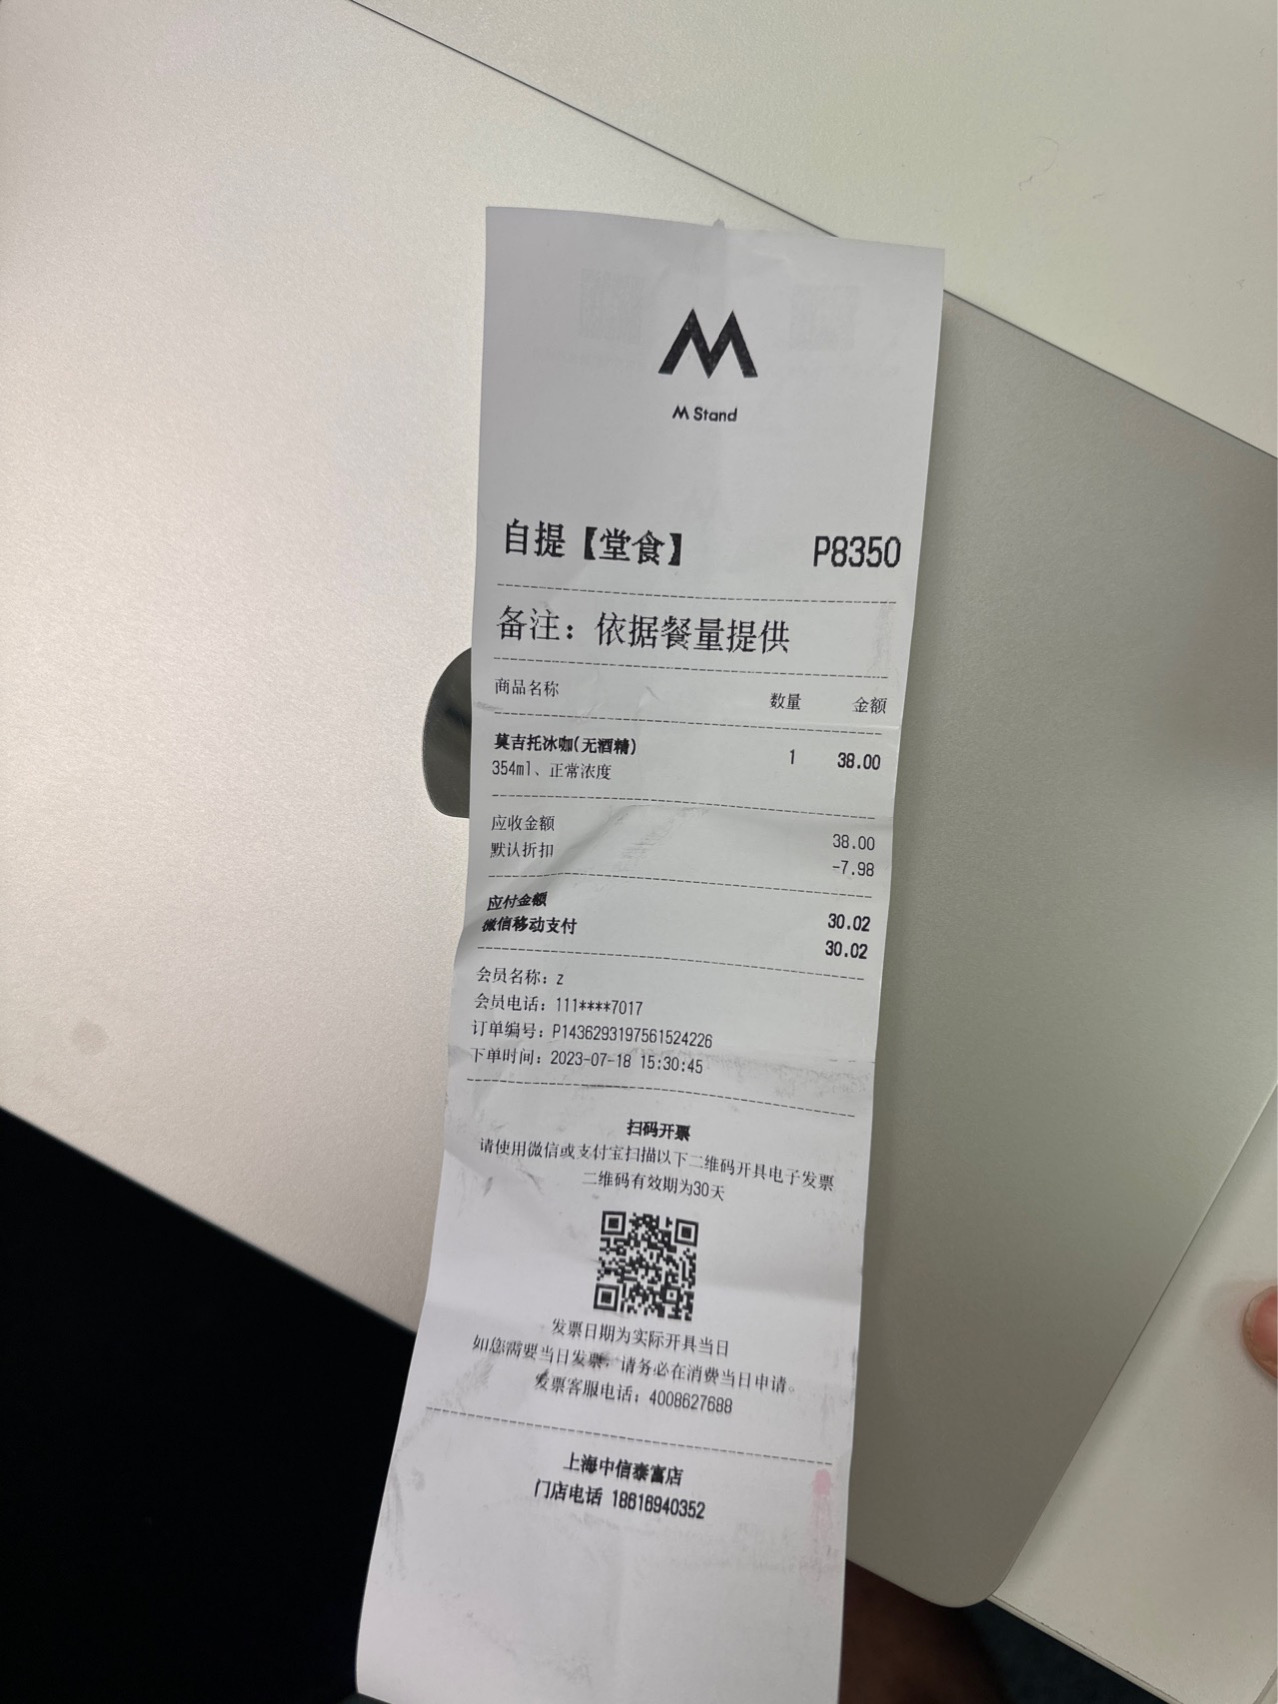 M Stand
自提【堂食】 P8350
备注：依据餐量提供
商品名称 数量 金额
莫吉托冰咖(无酒精) 1 38.00
354ml、正常浓度
应收金额 38.00
默认折扣 -7.98
应付金额 30.02
微信移动支付 30.02
会员名称：z
会员电话：111****7017
订单编号：P1436293197561524226
下单时间：2023-07-18 15:30:45
扫码开票
请使用微信或支付宝扫描以下二维码开具电子发票
二维码有效期为30天
发票日期为实际开具当日
如您需要当日发票，请务必在消费当日申请。
发票客服电话：4008627688
上海中信泰富店
门店电话 18616940352